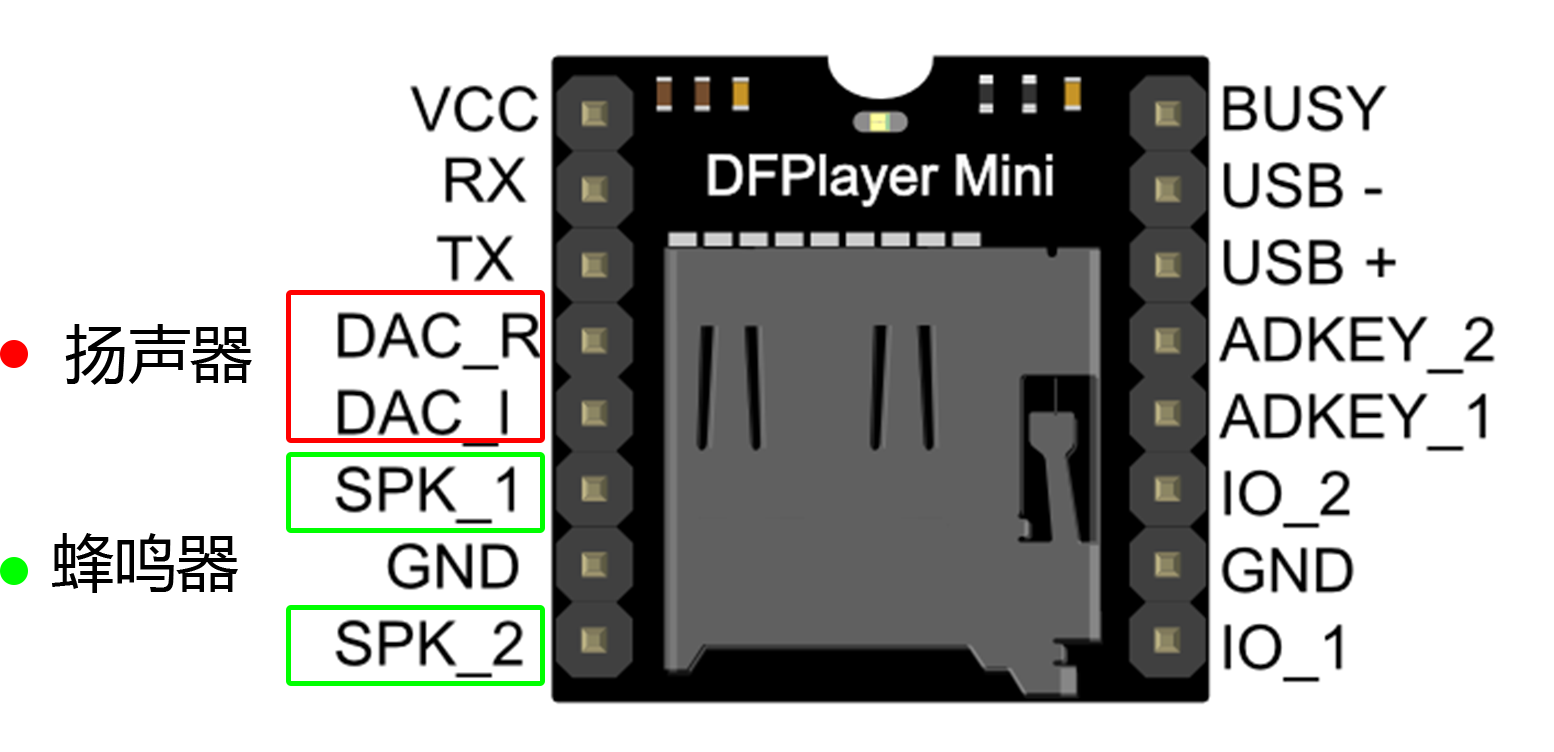 VCC
RX
TX
DAC_R
DAC_I
SPK_1
GND
SPK_2
扬声器
蜂鸣器
DFPlayer Mini
BUSY
USB -
USB +
ADKEY_2
ADKEY_1
IO_2
GND
IO_1